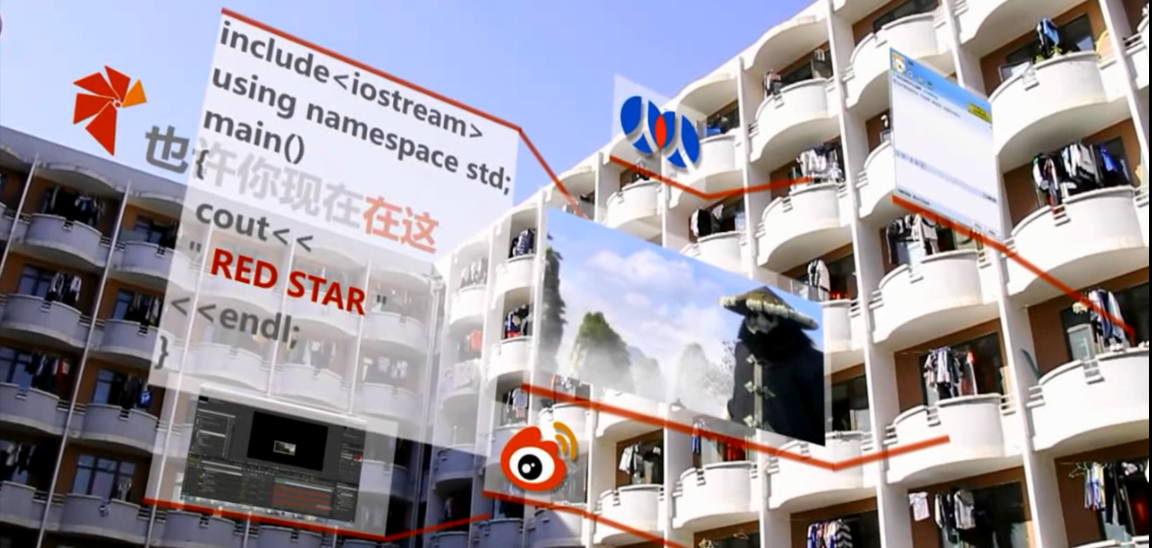 include<iostream>
using namespace std;
main()
{
也许你现在在这
cout<<
" RED STAR "
<<endl;
}